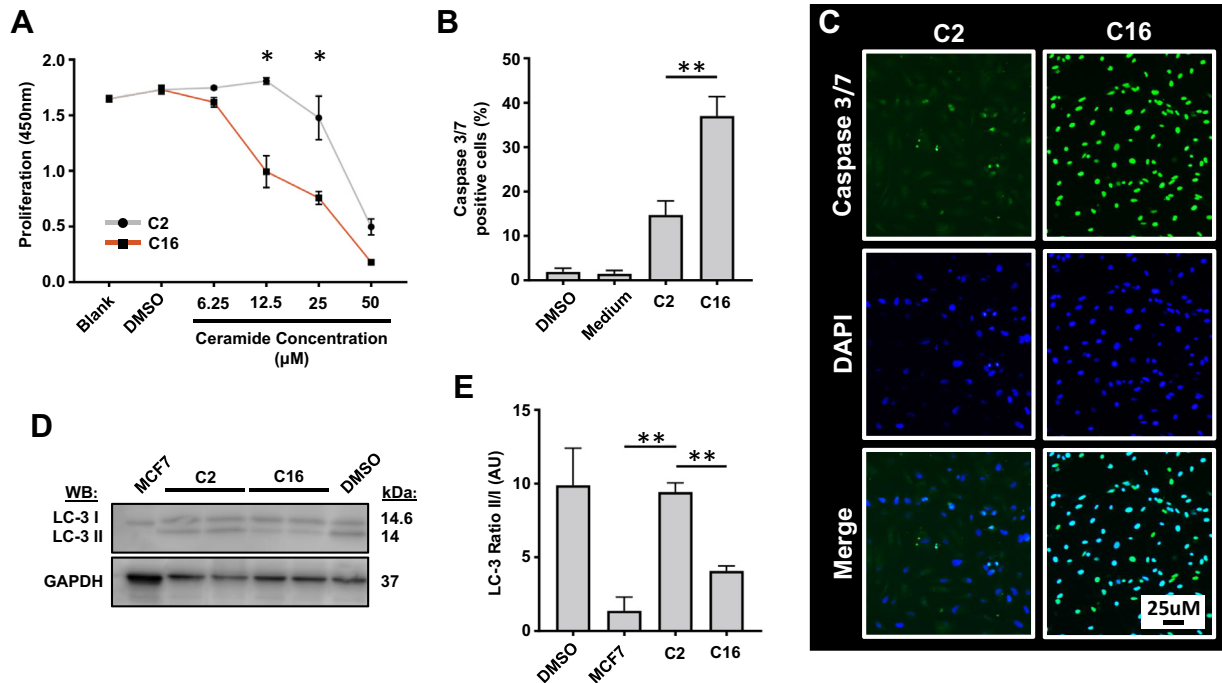 A
Proliferation (450nm)
2.0
*
*
1.5
1.0
0.5
0.0
C2
C16
Blank
DMSO
6.25
12.5
25
50
Ceramide Concentration
(µM)
B
Caspase 3/7
positive cells (%)
50
40
30
20
10
0
**
DMSO
Medium
C2
C16
C
C2
C16
Caspase 3/7
DAPI
Merge
25uM
D
WB:
MCF7
C2
C16
DMSO
kDa:
LC-3 I
14.6
LC-3 II
14
GAPDH
37
E
LC-3 Ratio II/I (AU)
15
10
5
0
**
**
DMSO
MCF7
C2
C16